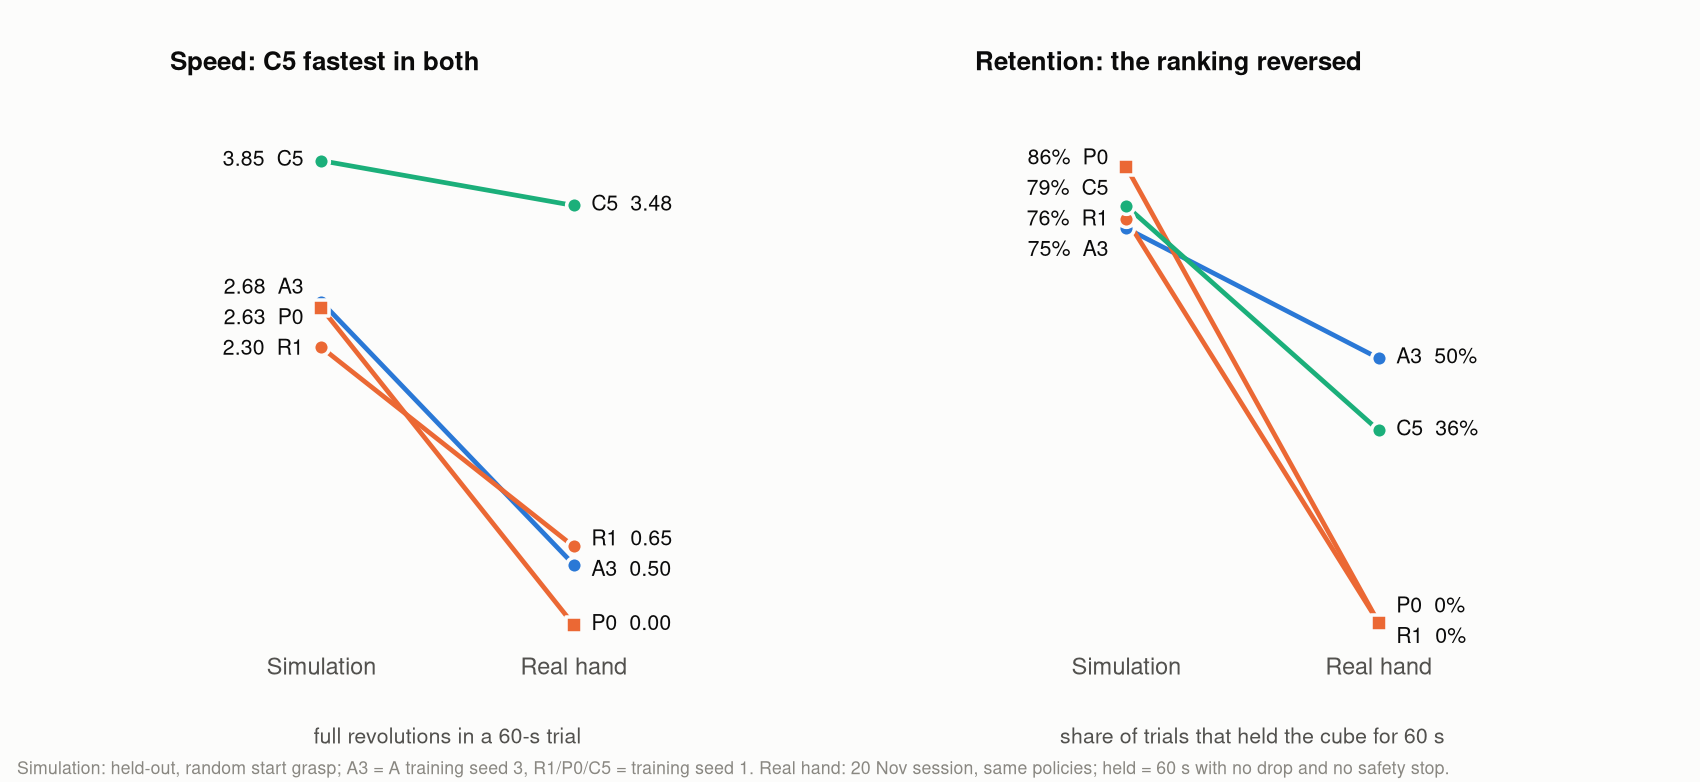 Speed: C5 fastest in both
3.85 C5
C5 3.48
2.68 A3
2.63 P0
2.30 R1
R1 0.65
A3 0.50
P0 0.00
Simulation
Real hand
full revolutions in a 60-s trial
Retention: the ranking reversed
86% P0
79% C5
76% R1
75% A3
A3 50%
C5 36%
P0 0%
R1 0%
Simulation
Real hand
share of trials that held the cube for 60 s
Simulation: held-out, random start grasp; A3 = A training seed 3, R1/P0/C5 = training seed 1. Real hand: 20 Nov session, same policies; held = 60 s with no drop and no safety stop.